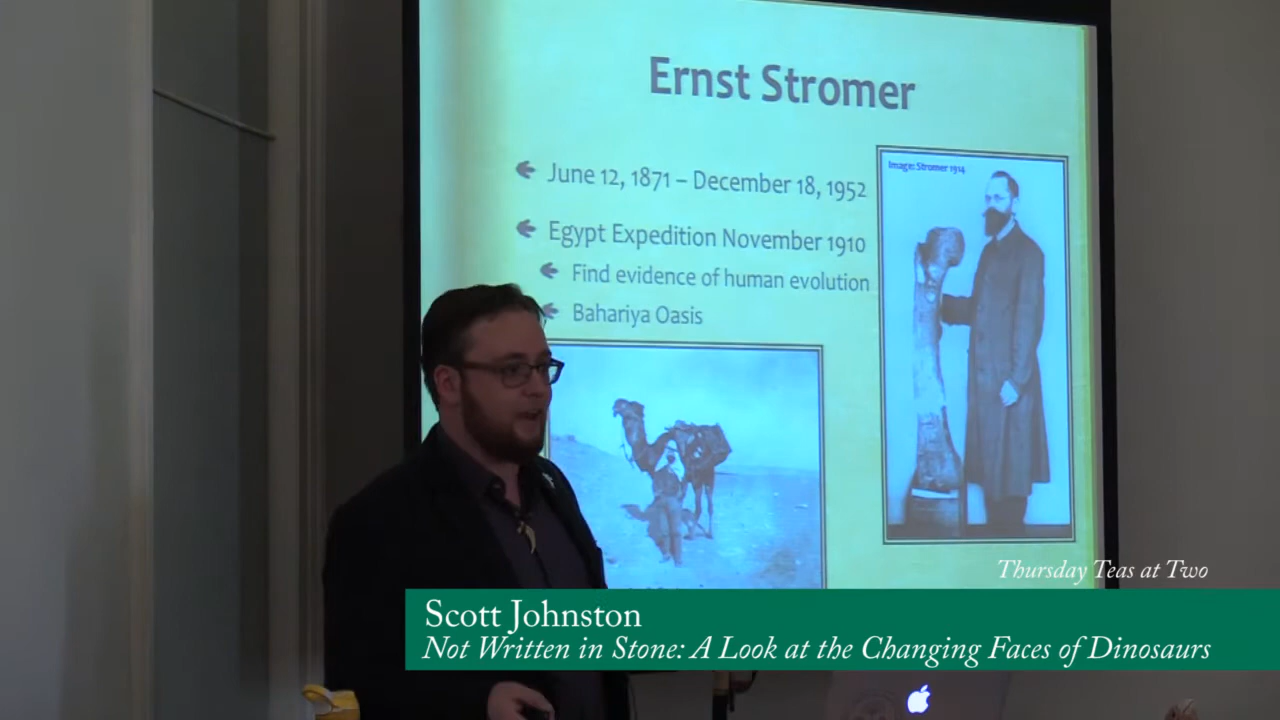 Ernst Stromer
Image: Stromer 1914
June 12, 1871 – December 18, 1952
Egypt Expedition November 1910
Find evidence of human evolution
Bahariya Oasis
Thursday Teas at Two
Scott Johnston
Not Written in Stone: A Look at the Changing Faces of Dinosaurs